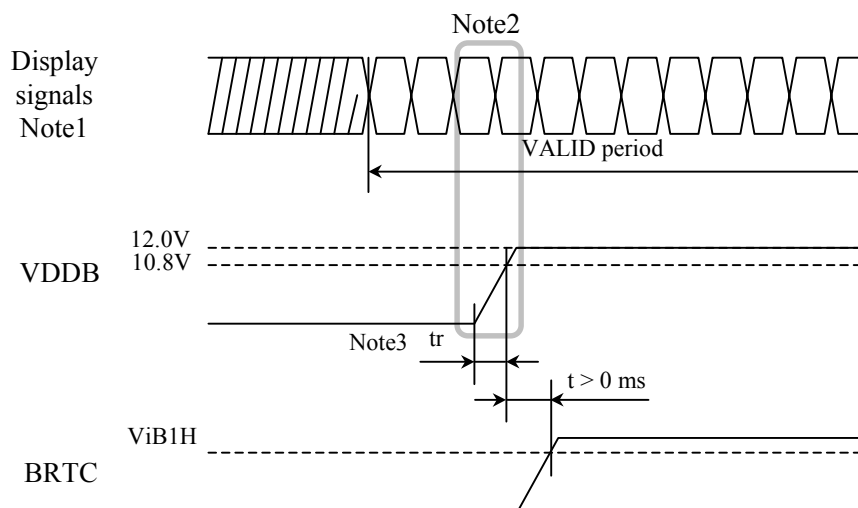 Note2
Display
signals
Note1
VALID period
12.0V
10.8V
VDDB
Note3 tr
t > 0 ms
ViB1H
BRTC